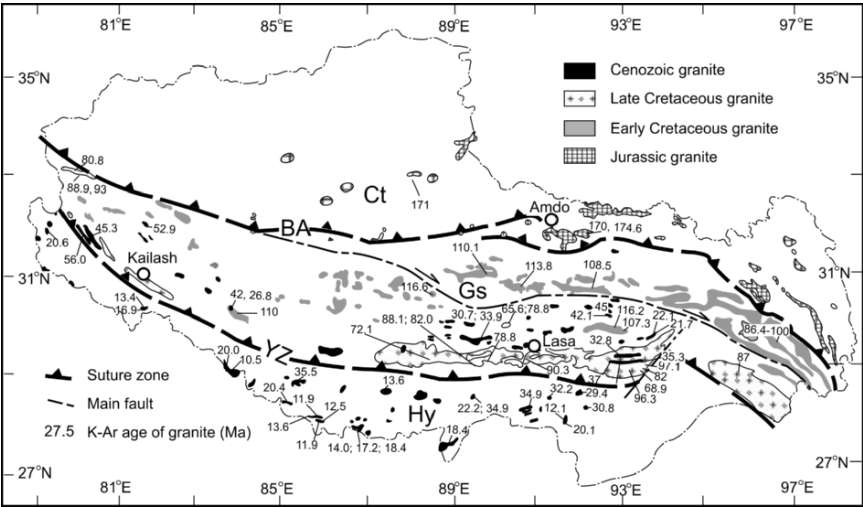 81°E 85°E 89°E 93°E 97°E
35°N 35°N
Cenozoic granite
Late Cretaceous granite
Early Cretaceous granite
Jurassic granite
80.8
88.9, 93
Ct
171
Amdo
170, 174.6
BA
45.3
52.9
20.6
56.0
Kailash
31°N 31°N
110.1
113.8
108.5
116.6
Gs
13.4
16.9
42, 26.8
110
30.7; 33.9
65.6; 78.8
45
42.1
116.2
107.3
22.1
21.7
86.4-100
88.1; 82.0
72.1
78.8
Lasa
32.8
YZ
20.0
10.5
35.5
90.3
37
35.3
97.1
82
68.9
96.3
87
Suture zone
Main fault
27.5 K-Ar age of granite (Ma)
20.4
11.9
12.5
13.6
13.6
11.9
14.0; 17.2; 18.4
Hy
22.2; 34.9
34.9
12.1
32.2
29.4
30.8
20.1
18.4
27°N 27°N
81°E 85°E 89°E 93°E 97°E